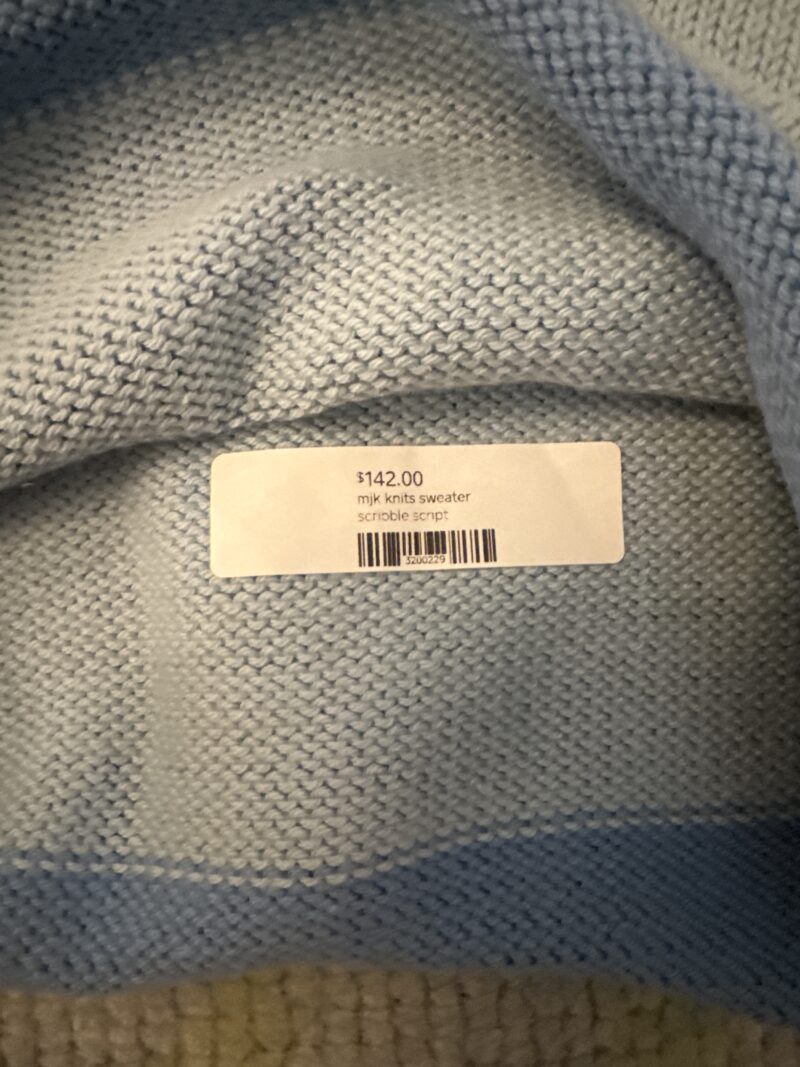 $142.00
mjk knits sweater
scribble script
3200229